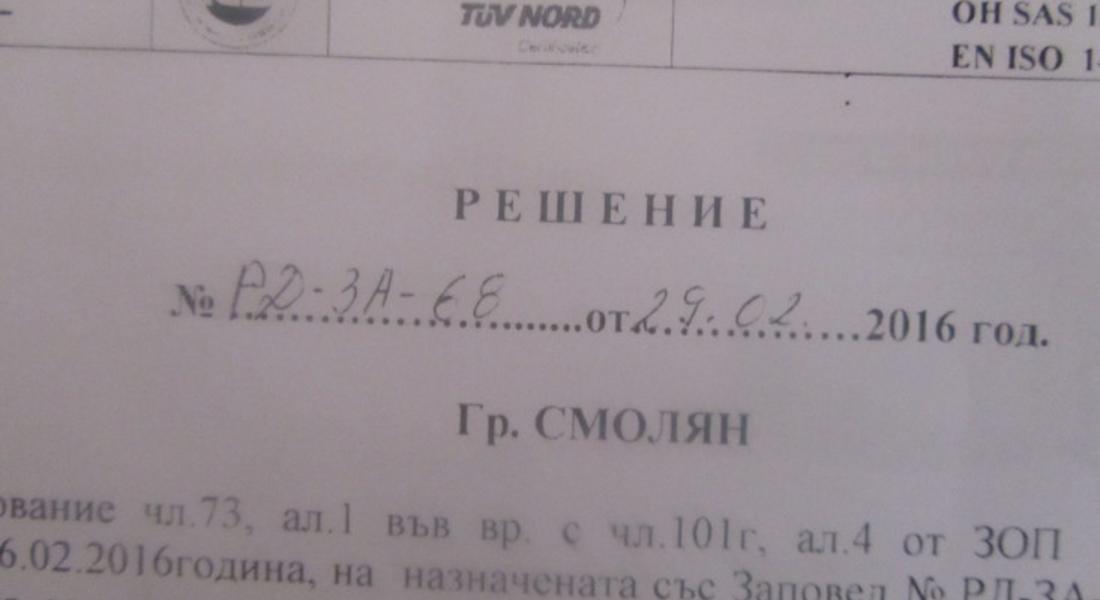 TÜV NORD
OH SAS 1
EN ISO 1
РЕШЕНИЕ
№ РД-ЗА-68 от 29.02. 2016 год.
Гр. СМОЛЯН
ование чл.73, ал.1 във вр. с чл.101г, ал.4 от ЗОП
6.02.2016година, на назначената със Заповед № РД-ЗА-